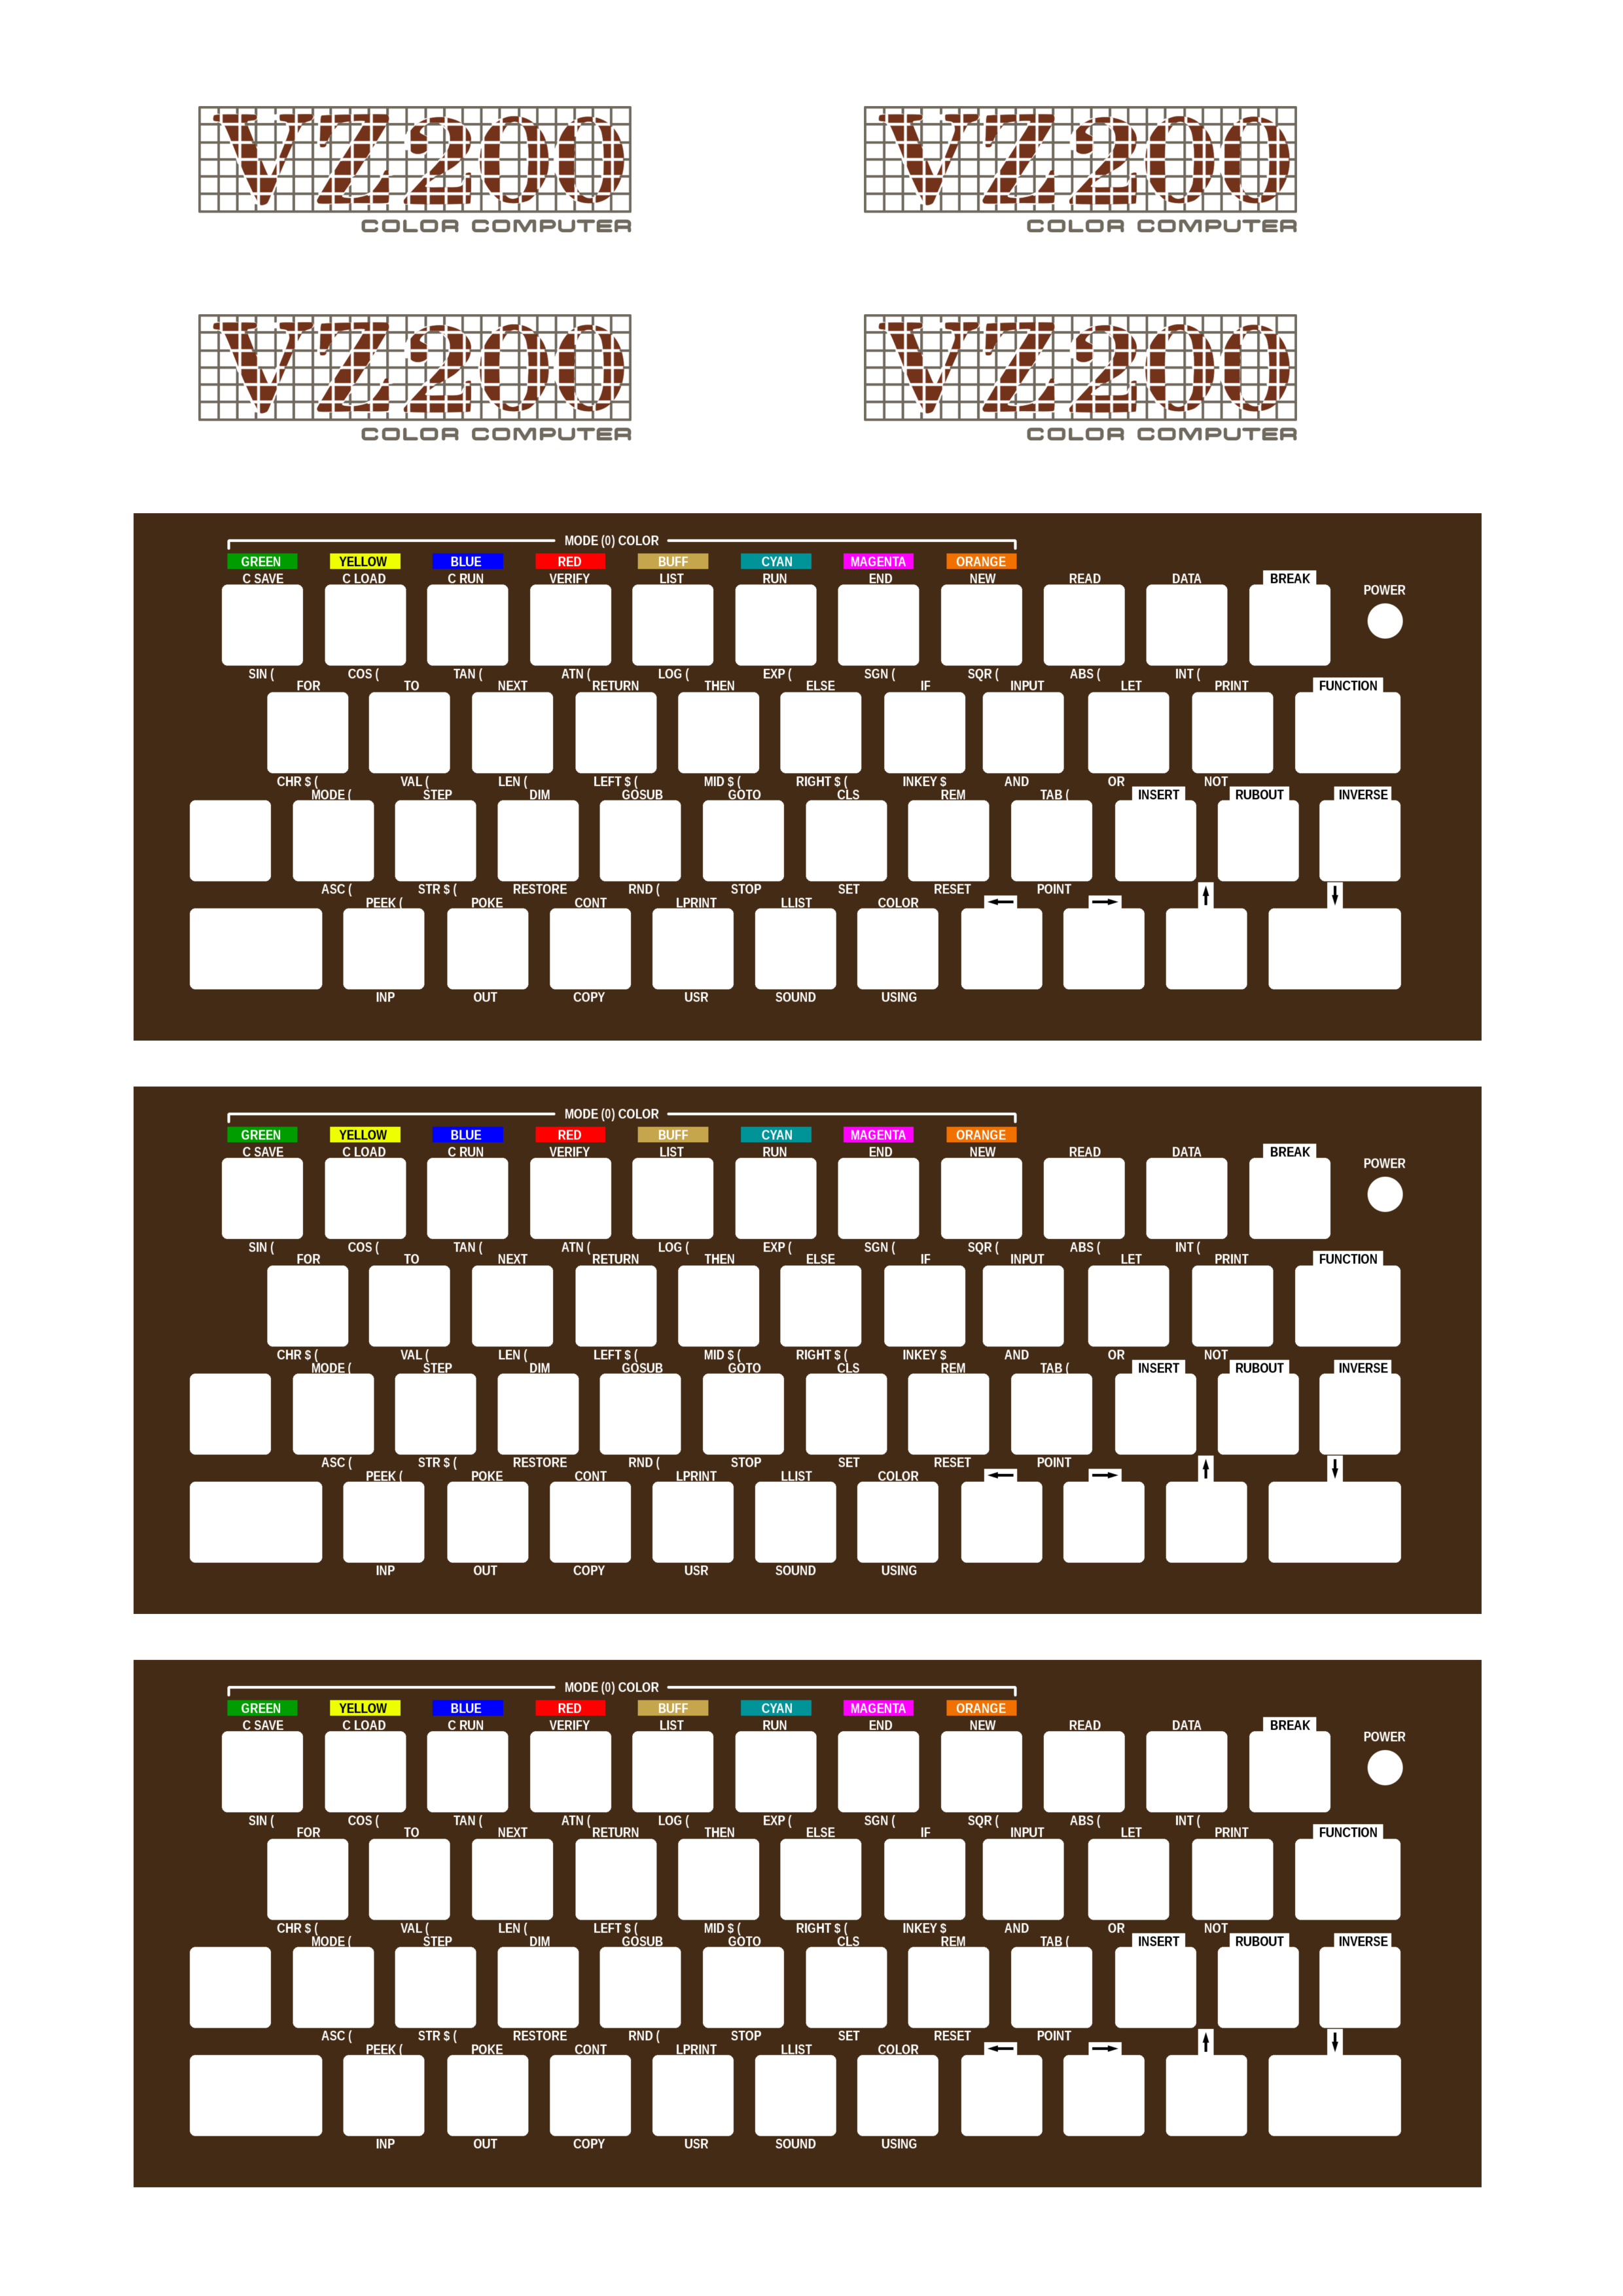 VZ200 VZ200
COLOR COMPUTER COLOR COMPUTER
VZ200 VZ200
COLOR COMPUTER COLOR COMPUTER
MODE (0) COLOR
GREEN YELLOW BLUE RED BUFF CYAN MAGENTA ORANGE
C SAVE C LOAD C RUN VERIFY LIST RUN END NEW READ DATA BREAK
POWER
SIN ( COS ( TAN ( ATN ( LOG ( EXP ( SGN ( SQR ( ABS ( INT (
FOR TO NEXT RETURN THEN ELSE IF INPUT LET PRINT FUNCTION
CHR $ ( VAL ( LEN ( LEFT $ ( MID $ ( RIGHT $ ( INKEY $ AND OR NOT
MODE ( STEP DIM GOSUB GOTO CLS REM TAB ( INSERT RUBOUT INVERSE
ASC ( STR $ ( RESTORE RND ( STOP SET RESET POINT
PEEK ( POKE CONT LPRINT LLIST COLOR ← → ↑ ↓
INP OUT COPY USR SOUND USING
MODE (0) COLOR
GREEN YELLOW BLUE RED BUFF CYAN MAGENTA ORANGE
C SAVE C LOAD C RUN VERIFY LIST RUN END NEW READ DATA BREAK
POWER
SIN ( COS ( TAN ( ATN ( LOG ( EXP ( SGN ( SQR ( ABS ( INT (
FOR TO NEXT RETURN THEN ELSE IF INPUT LET PRINT FUNCTION
CHR $ ( VAL ( LEN ( LEFT $ ( MID $ ( RIGHT $ ( INKEY $ AND OR NOT
MODE ( STEP DIM GOSUB GOTO CLS REM TAB ( INSERT RUBOUT INVERSE
ASC ( STR $ ( RESTORE RND ( STOP SET RESET POINT
PEEK ( POKE CONT LPRINT LLIST COLOR ← → ↑ ↓
INP OUT COPY USR SOUND USING
MODE (0) COLOR
GREEN YELLOW BLUE RED BUFF CYAN MAGENTA ORANGE
C SAVE C LOAD C RUN VERIFY LIST RUN END NEW READ DATA BREAK
POWER
SIN ( COS ( TAN ( ATN ( LOG ( EXP ( SGN ( SQR ( ABS ( INT (
FOR TO NEXT RETURN THEN ELSE IF INPUT LET PRINT FUNCTION
CHR $ ( VAL ( LEN ( LEFT $ ( MID $ ( RIGHT $ ( INKEY $ AND OR NOT
MODE ( STEP DIM GOSUB GOTO CLS REM TAB ( INSERT RUBOUT INVERSE
ASC ( STR $ ( RESTORE RND ( STOP SET RESET POINT
PEEK ( POKE CONT LPRINT LLIST COLOR ← → ↑ ↓
INP OUT COPY USR SOUND USING